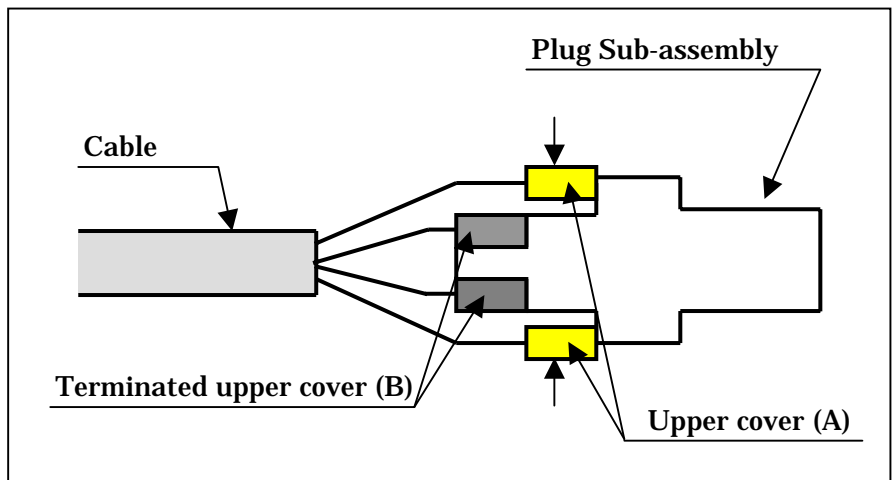 Plug Sub-assembly
Cable
Terminated upper cover (B)
Upper cover (A)